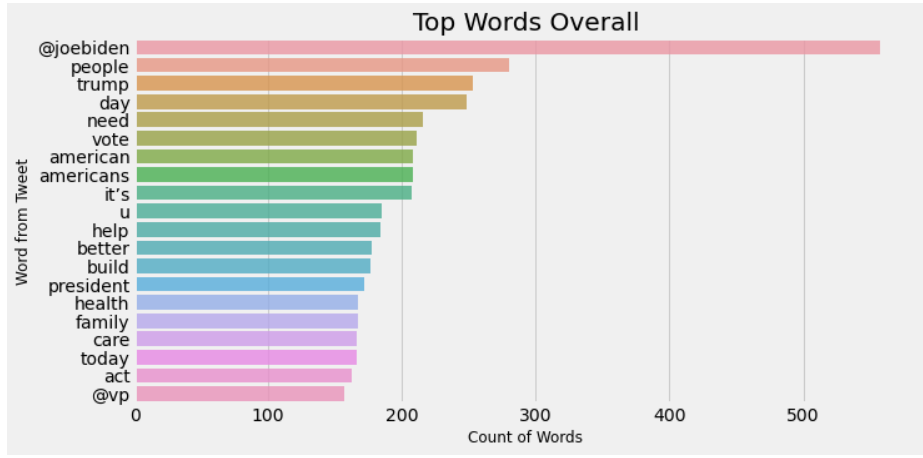 Top Words Overall
@joebiden
people
trump
day
need
vote
american
americans
it’s
u
help
better
build
president
health
family
care
today
act
@vp
Word from Tweet
0 100 200 300 400 500
Count of Words